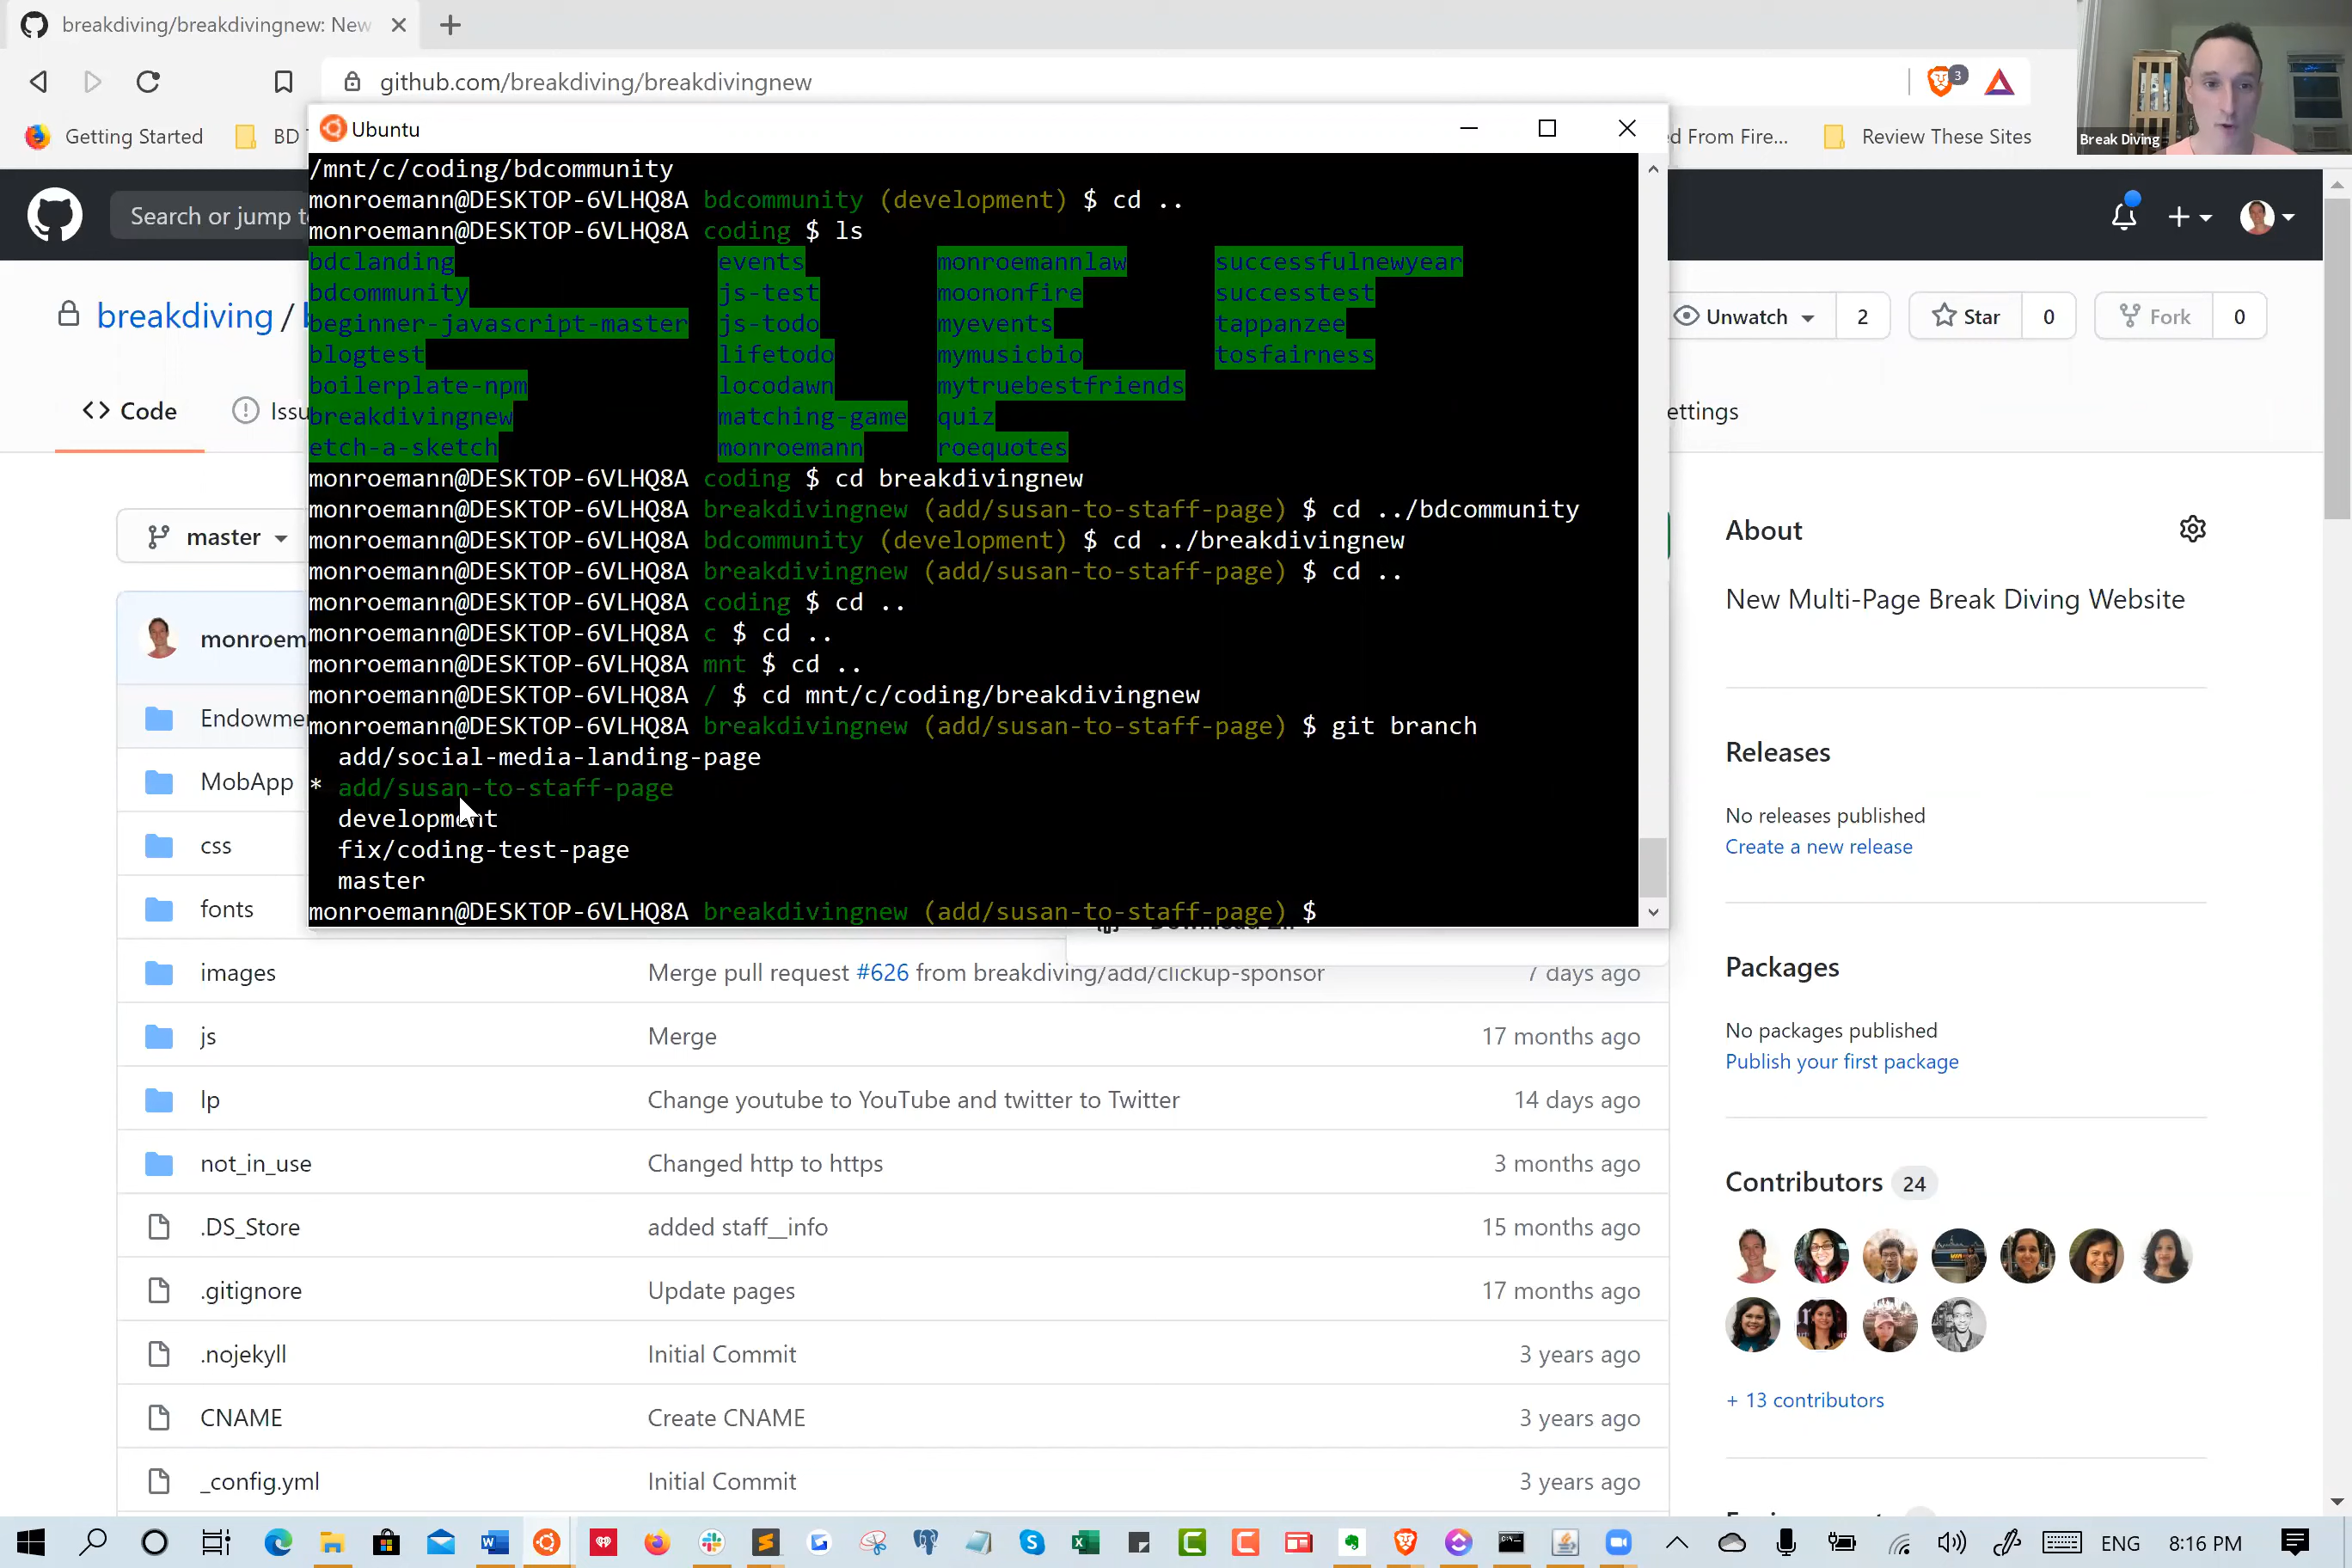 breakdiving/breakdivingnew: New
github.com/breakdiving/breakdivingnew
3
Getting Started
BD
d From Fire...
Review These Sites
Break Diving
Ubuntu
Search or jump t
/mnt/c/coding/bdcommunity
monroemann@DESKTOP-6VLHQ8A bdcommunity (development) $ cd ..
monroemann@DESKTOP-6VLHQ8A coding $ ls
bdclanding events monroemannlaw successfulnewyear
bdcommunity js-test moononfire successtest
beginner-javascript-master js-todo myevents tappanzee
blogtest lifetodo mymusicbio tosfairness
boilerplate-npm locodawn mytruebestfriends
breakdivingnew matching-game quiz
etch-a-sketch monroemann roequotes
monroemann@DESKTOP-6VLHQ8A coding $ cd breakdivingnew
monroemann@DESKTOP-6VLHQ8A breakdivingnew (add/susan-to-staff-page) $ cd ../bdcommunity
monroemann@DESKTOP-6VLHQ8A bdcommunity (development) $ cd ../breakdivingnew
monroemann@DESKTOP-6VLHQ8A breakdivingnew (add/susan-to-staff-page) $ cd ..
monroemann@DESKTOP-6VLHQ8A coding $ cd ..
monroemann@DESKTOP-6VLHQ8A c $ cd ..
monroemann@DESKTOP-6VLHQ8A mnt $ cd ..
monroemann@DESKTOP-6VLHQ8A / $ cd mnt/c/coding/breakdivingnew
monroemann@DESKTOP-6VLHQ8A breakdivingnew (add/susan-to-staff-page) $ git branch
add/social-media-landing-page
* add/susan-to-staff-page
development
fix/coding-test-page
master
monroemann@DESKTOP-6VLHQ8A breakdivingnew (add/susan-to-staff-page) $
breakdiving /
Unwatch 2
Star 0
Fork 0
Code
Issu
ettings
master
monroem
Endowme
MobApp
css
fonts
images Merge pull request #626 from breakdiving/add/clickup-sponsor 7 days ago
js Merge 17 months ago
lp Change youtube to YouTube and twitter to Twitter 14 days ago
not_in_use Changed http to https 3 months ago
.DS_Store added staff__info 15 months ago
.gitignore Update pages 17 months ago
.nojekyll Initial Commit 3 years ago
CNAME Create CNAME 3 years ago
_config.yml Initial Commit 3 years ago
About
New Multi-Page Break Diving Website
Releases
No releases published
Create a new release
Packages
No packages published
Publish your first package
Contributors 24
+ 13 contributors
ENG
8:16 PM